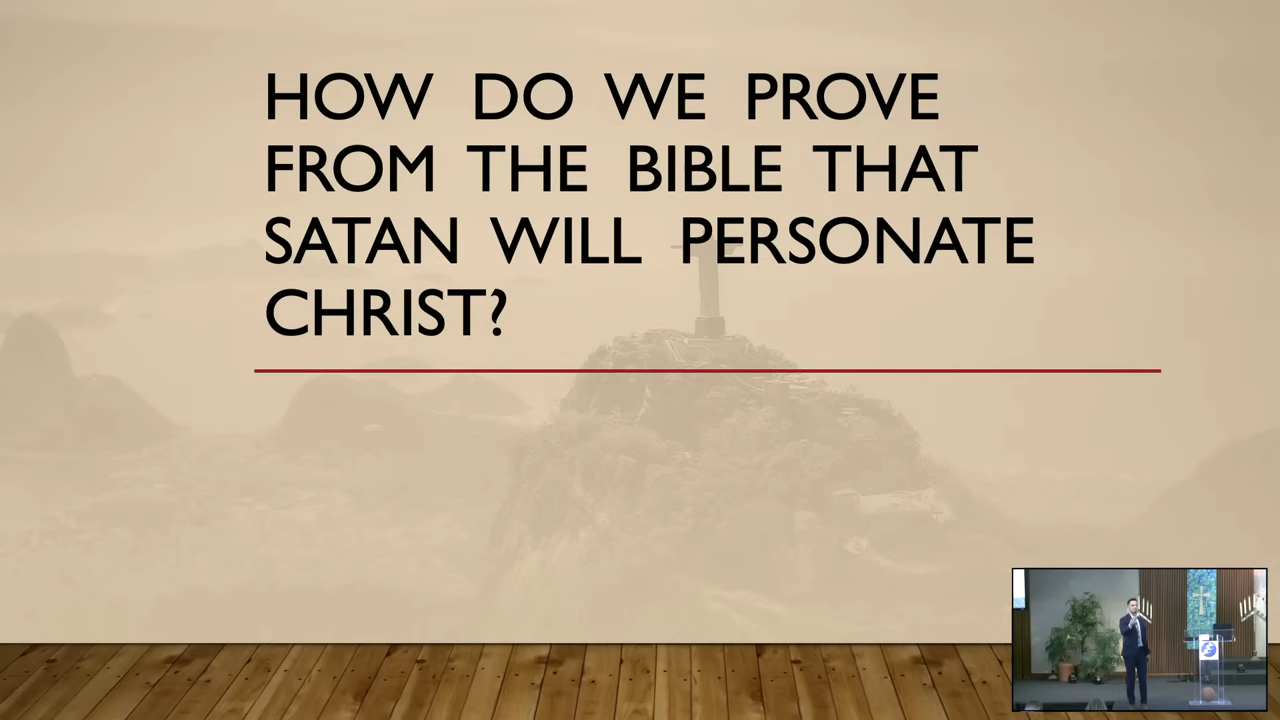 HOW DO WE PROVE
FROM THE BIBLE THAT
SATAN WILL PERSONATE
CHRIST?